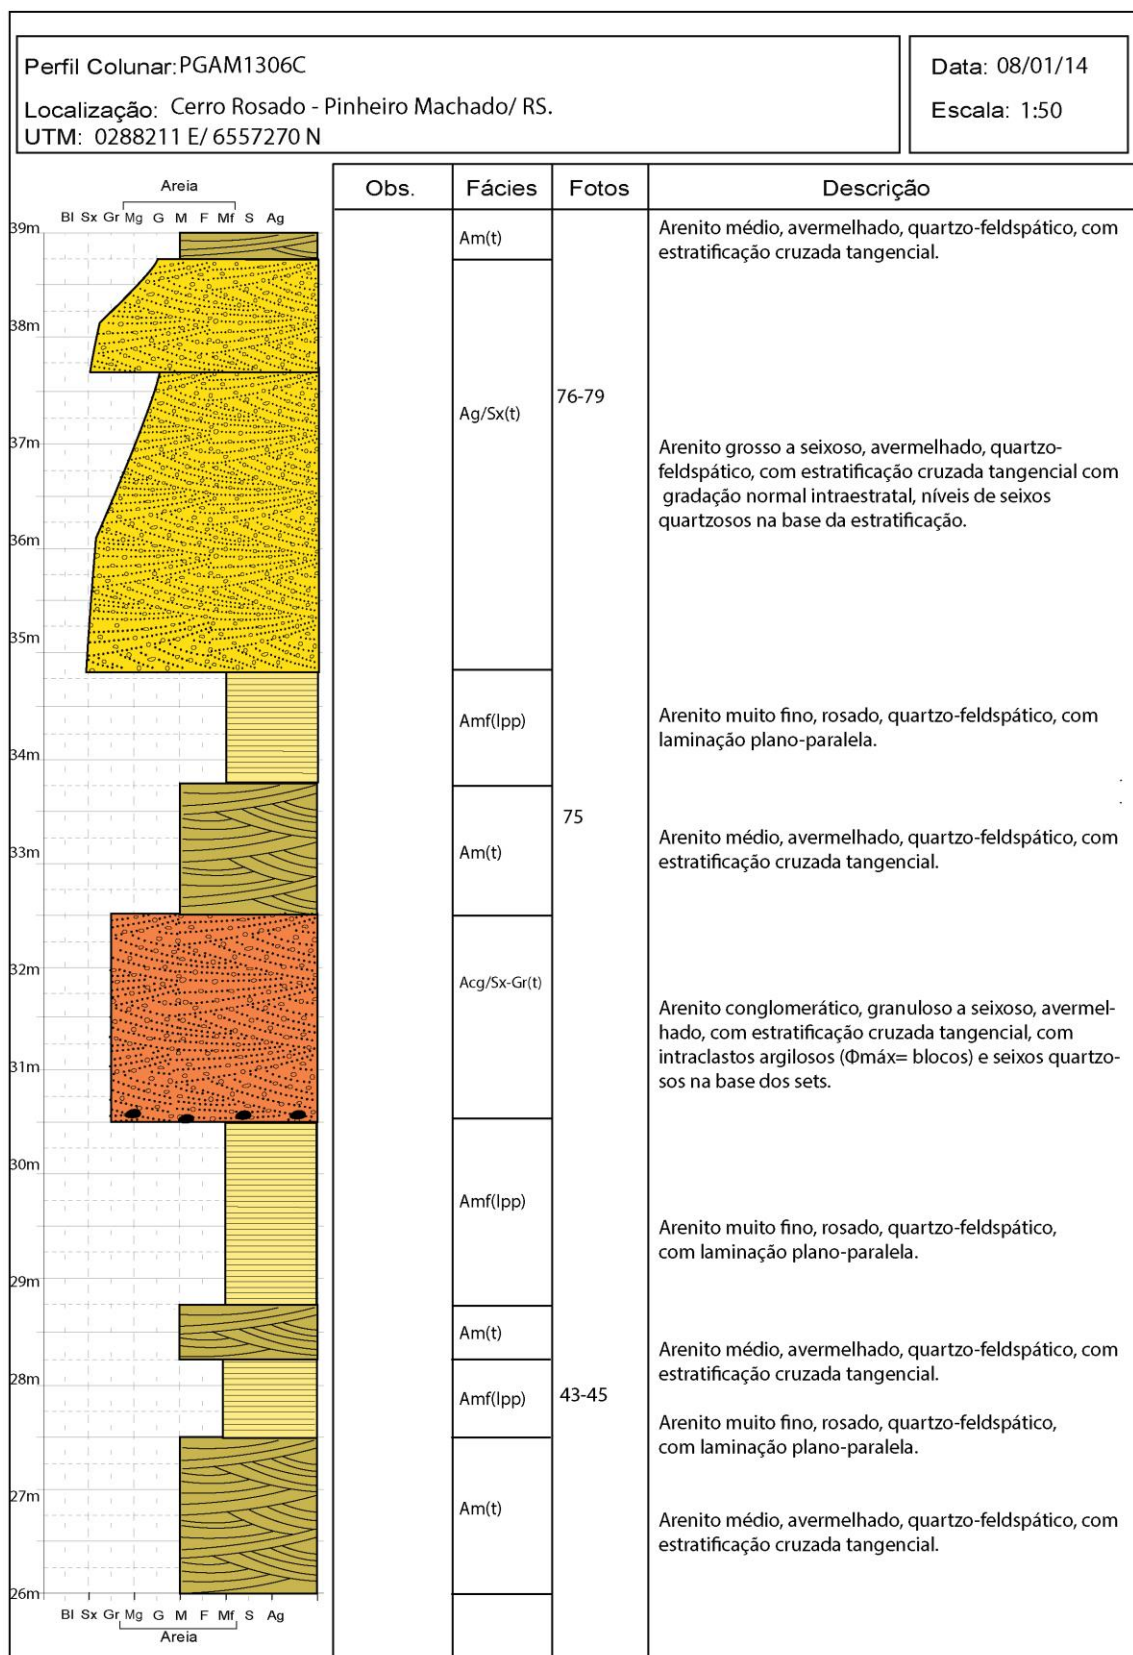 Perfil Colunar: PGAM1306C
Localização: Cerro Rosado - Pinheiro Machado/ RS.
UTM: 0288211 E/ 6557270 N
Data: 08/01/14
Escala: 1:50
Areia
Bl Sx Gr Mg G M F Mf S Ag
Obs.
Fácies
Fotos
Descrição
39m
Am(t)
Arenito médio, avermelhado, quartzo-feldspático, com
estratificação cruzada tangencial.
38m
37m
36m
35m
Ag/Sx(t)
76-79
Arenito grosso a seixoso, avermelhado, quartzo-
feldspático, com estratificação cruzada tangencial com
gradação normal intraestratal, níveis de seixos
quartzosos na base da estratificação.
Amf(lpp)
Arenito muito fino, rosado, quartzo-feldspático, com
laminação plano-paralela.
34m
75
33m
Am(t)
Arenito médio, avermelhado, quartzo-feldspático, com
estratificação cruzada tangencial.
32m
Acg/Sx-Gr(t)
Arenito conglomerático, granuloso a seixoso, avermel-
hado, com estratificação cruzada tangencial, com
intraclastos argilosos (Φmáx= blocos) e seixos quartzo-
sos na base dos sets.
31m
30m
Amf(lpp)
Arenito muito fino, rosado, quartzo-feldspático,
com laminação plano-paralela.
29m
Am(t)
Arenito médio, avermelhado, quartzo-feldspático, com
estratificação cruzada tangencial.
28m
Amf(lpp)
43-45
Arenito muito fino, rosado, quartzo-feldspático,
com laminação plano-paralela.
27m
Am(t)
Arenito médio, avermelhado, quartzo-feldspático, com
estratificação cruzada tangencial.
26m
Bl Sx Gr Mg G M F Mf S Ag
Areia